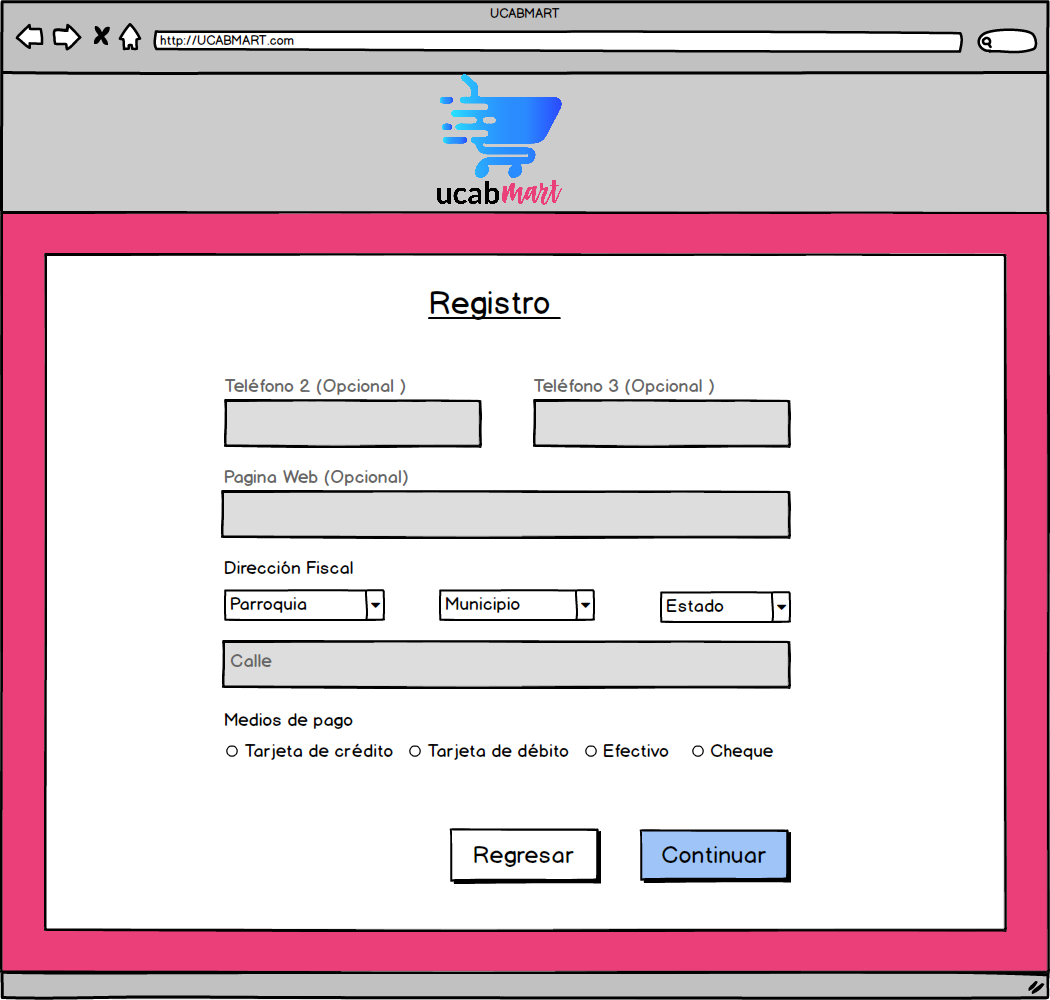 UCABMART
http://UCABMART.com
ucabmart
Registro
Teléfono 2 (Opcional ) Teléfono 3 (Opcional )
Pagina Web (Opcional)
Dirección Fiscal
Parroquia Municipio Estado
Calle
Medios de pago
Tarjeta de crédito Tarjeta de débito Efectivo Cheque
Regresar Continuar